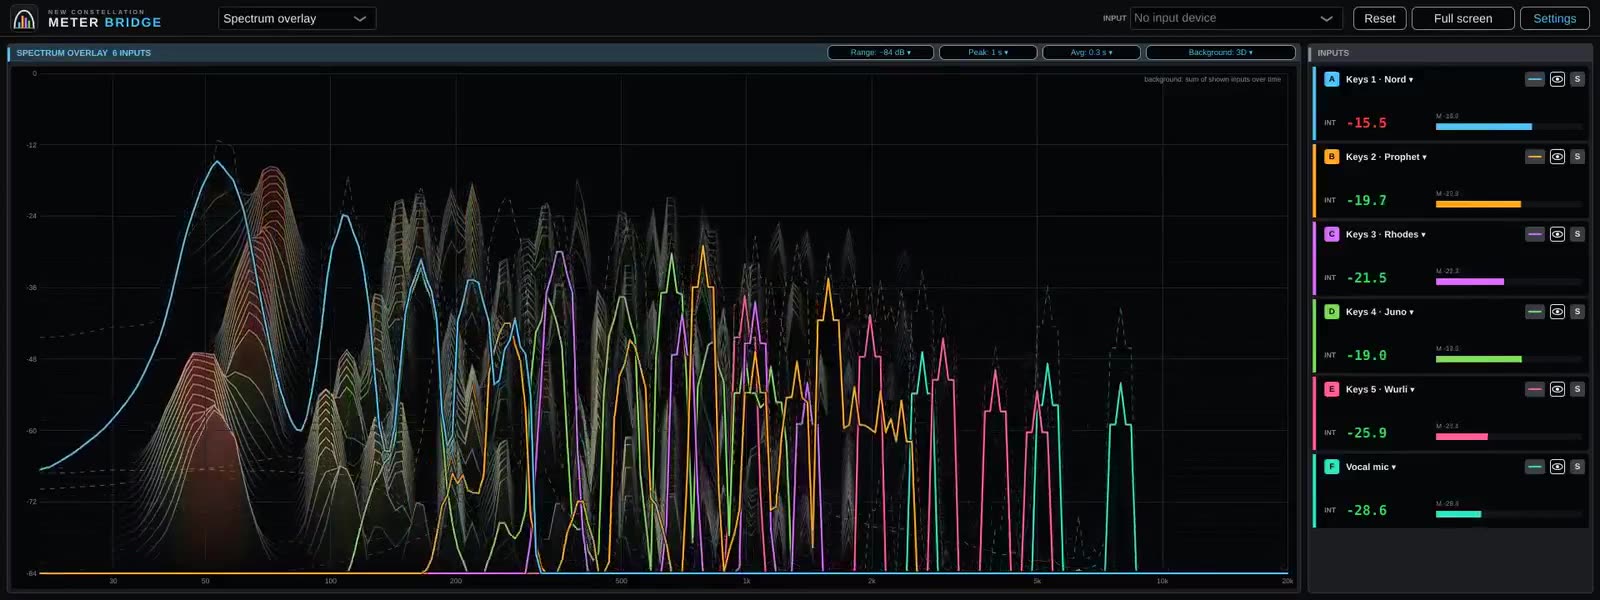 NEW CONSTELLATION
METER BRIDGE
Spectrum overlay
INPUT No input device
Reset
Full screen
Settings
SPECTRUM OVERLAY 6 INPUTS
Range: -84 dB ▾
Peak: 1 s ▾
Avg: 0.3 s ▾
Background: 3D ▾
INPUTS
background: sum of shown inputs over time
0
-12
-24
-36
-48
-60
-72
-84
30 50 100 200 500 1k 2k 5k 10k 20k
A Keys 1 · Nord ▾ S
INT -15.5
B Keys 2 · Prophet ▾ S
INT -19.7
C Keys 3 · Rhodes ▾ S
INT -21.5
D Keys 4 · Juno ▾ S
INT -19.0
E Keys 5 · Wurli ▾ S
INT -25.9
F Vocal mic ▾ S
INT -28.6